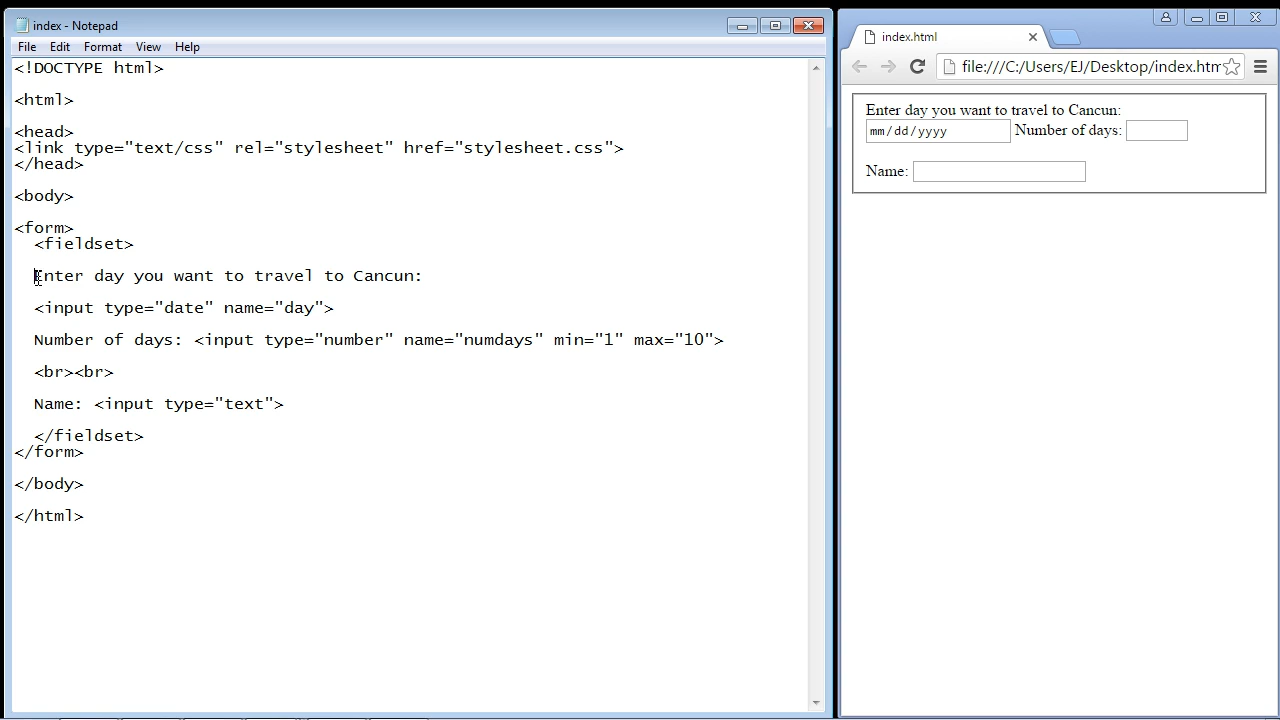 index - Notepad
File Edit Format View Help
<!DOCTYPE html>
<html>
<head>
<link type="text/css" rel="stylesheet" href="stylesheet.css">
</head>
<body>
<form>
<fieldset>
Enter day you want to travel to Cancun:
<input type="date" name="day">
Number of days: <input type="number" name="numdays" min="1" max="10">
<br><br>
Name: <input type="text">
</fieldset>
</form>
</body>
</html>
index.html
file:///C:/Users/EJ/Desktop/index.htm
Enter day you want to travel to Cancun:
mm/dd/yyyy Number of days:
Name: